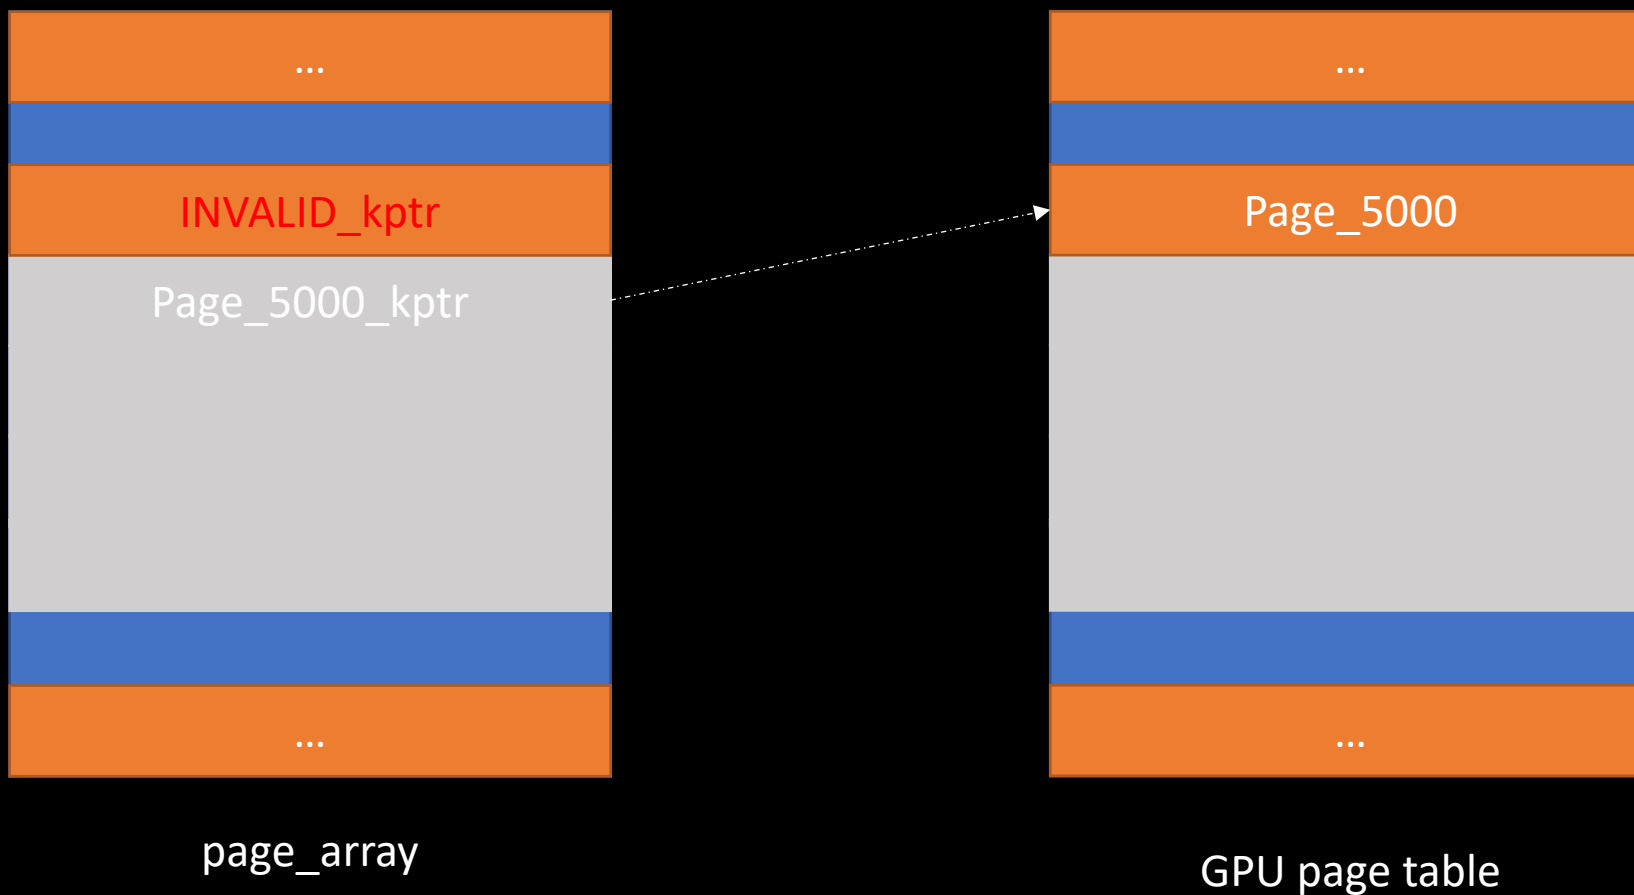 ...
INVALID_kptr
Page_5000_kptr
...
page_array
...
Page_5000
...
GPU page table